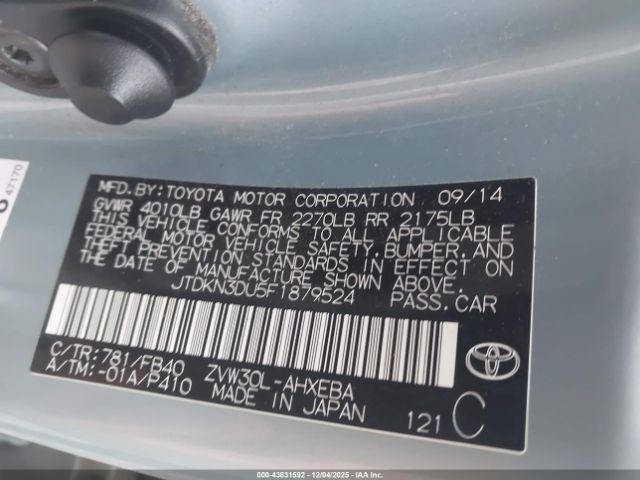 47170
MFD.BY:TOYOTA MOTOR CORPORATION 09/14
GVWR 4010LB GAWR FR 2270LB RR 2175LB
THIS VEHICLE CONFORMS TO ALL APPLICABLE
FEDERAL MOTOR VEHICLE SAFETY,BUMPER,AND
THEFT PREVENTION STANDARDS IN EFFECT ON
THE DATE OF MANUFACTURE SHOWN ABOVE.
JTDKN3DU5F1879524 PASS.CAR
C/TR:781/FB40 ZVW30L-AHXEBA
A/TM:-01A/P410 MADE IN JAPAN
121 C
TOYOTA
000-43831592 | 12/04/2025 - IAAI, Inc.